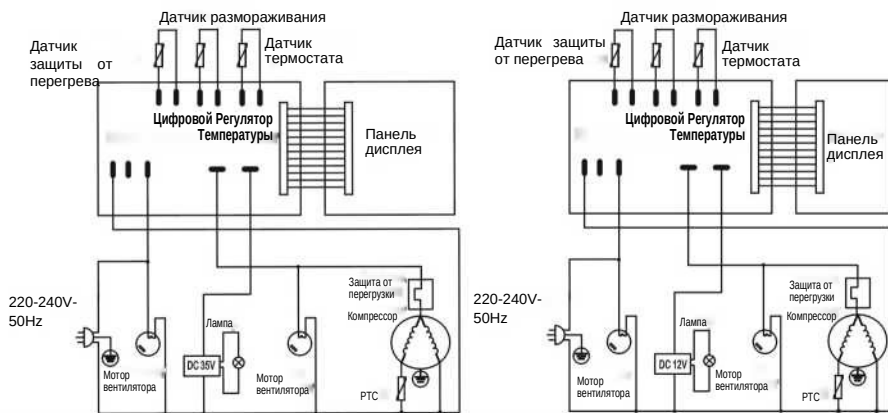 Датчик размораживания
Датчик
защиты от
перегрева
Датчик
термостата
Цифровой Регулятор
Температуры
Панель
дисплея
220-240V-
50Hz
Защита от
перегрузки
Компрессор
Лампа
DC 35V
Мотор
вентилятора
Мотор
вентилятора
РТС
Датчик размораживания
Датчик защиты
от перегрева
Датчик
термостата
Цифровой Регулятор
Температуры
Панель
дисплея
220-240V-
50Hz
Защита от
перегрузки
Компрессор
Лампа
DC 12V
Мотор
вентилятора
Мотор
вентилятора
РТС